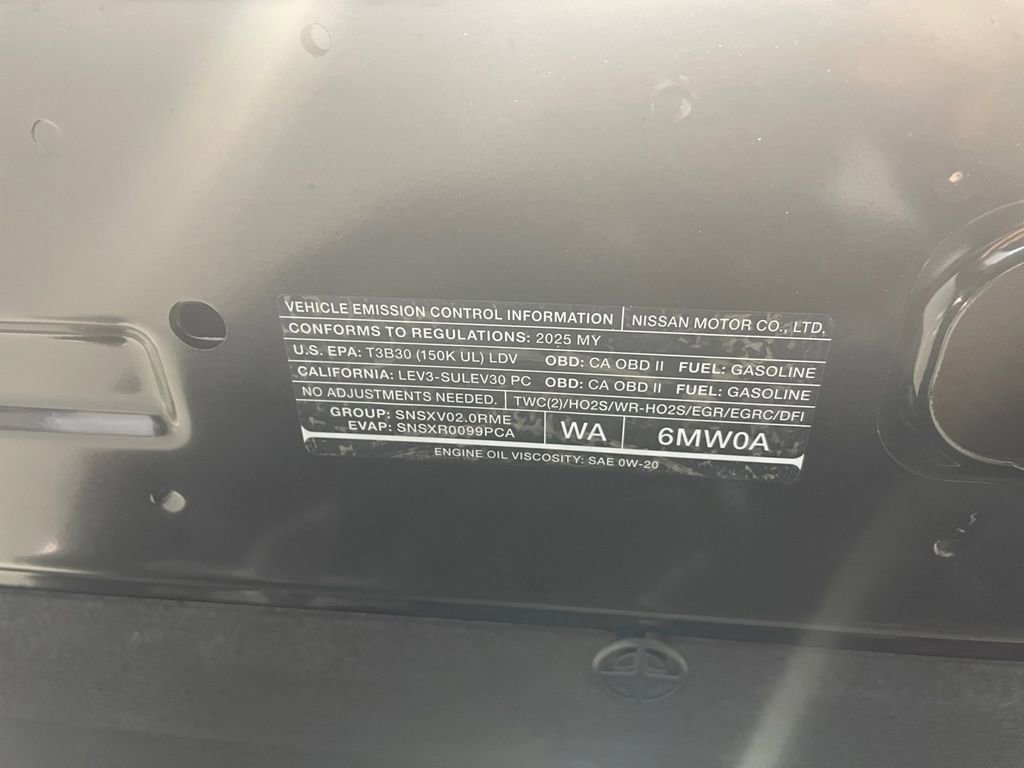 VEHICLE EMISSION CONTROL INFORMATION NISSAN MOTOR CO., LTD.
CONFORMS TO REGULATIONS: 2025 MY
U.S. EPA: T3B30 (150K UL) LDV OBD: CA OBD II FUEL: GASOLINE
CALIFORNIA: LEV3-SULEV30 PC OBD: CA OBD II FUEL: GASOLINE
NO ADJUSTMENTS NEEDED. TWC(2)/HO2S/WR-HO2S/EGR/EGRC/DFI
GROUP: SNSXV02.0RME
EVAP: SNSXR0099PCA WA 6MW0A
ENGINE OIL VISCOSITY: SAE 0W-20